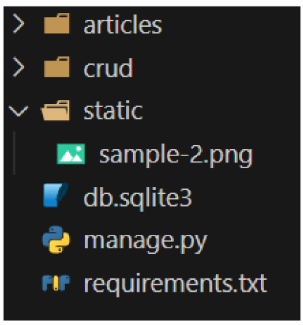 articles
crud
static
sample-2.png
db.sqlite3
manage.py
requirements.txt